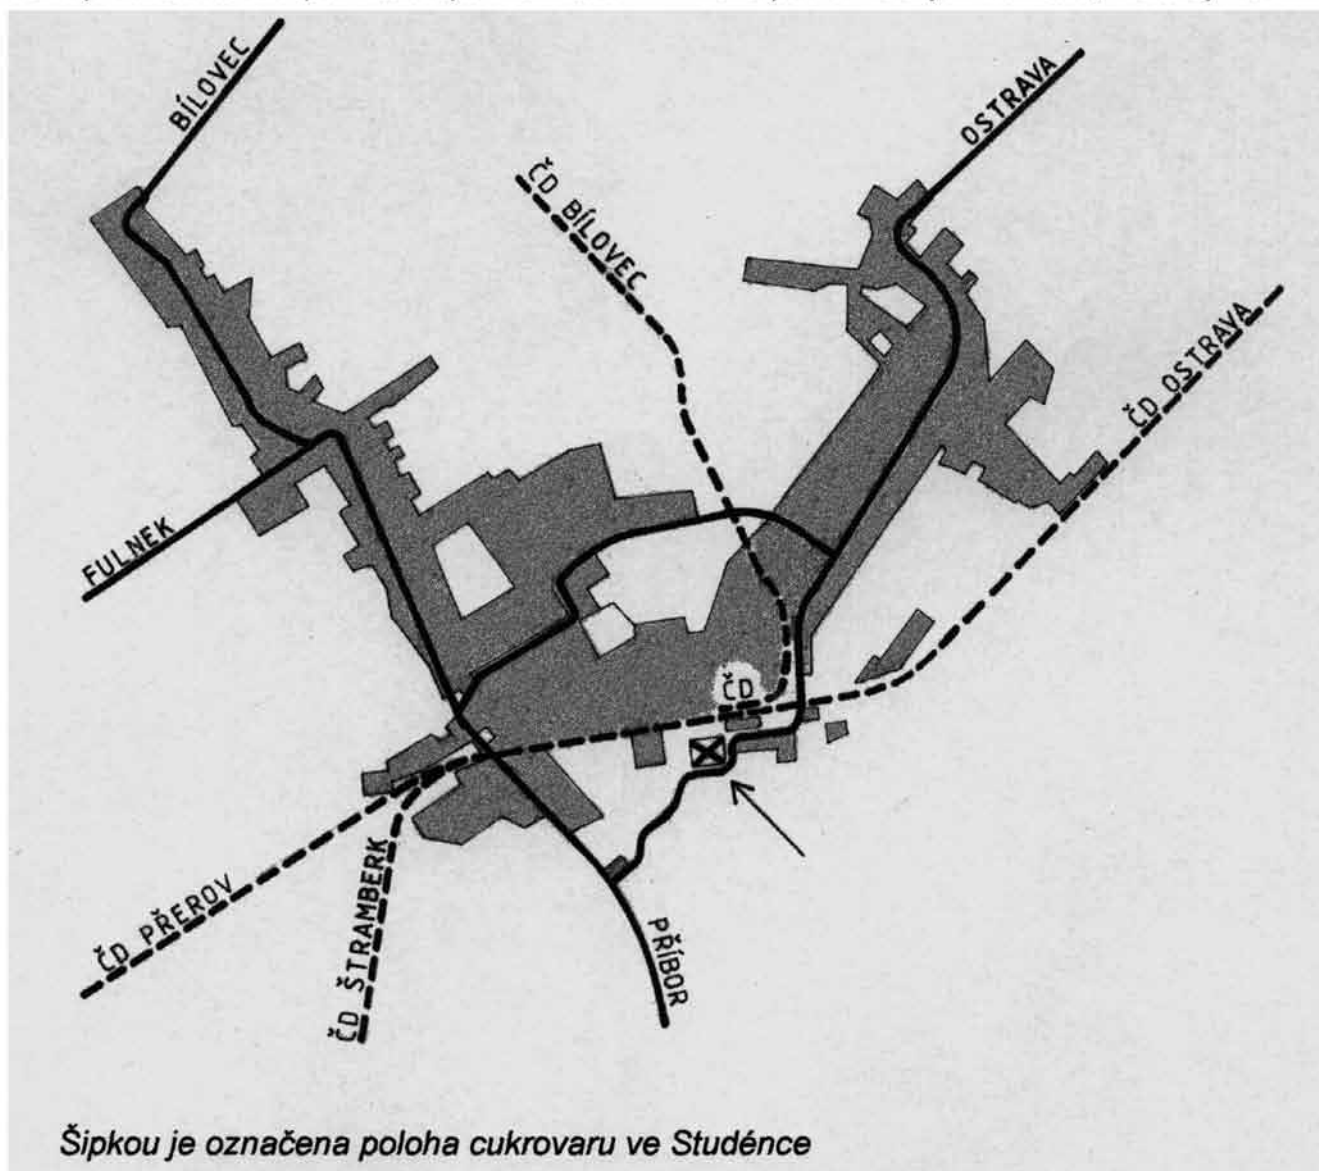 BÍLOVEC
OSTRAVA
ČD BÍLOVEC
ČD OSTRAVA
FULNEK
ČD
ČD PŘEROV
ČD ŠTRAMBERK
PŘÍBOR
Šipkou je označena poloha cukrovaru ve Studénce